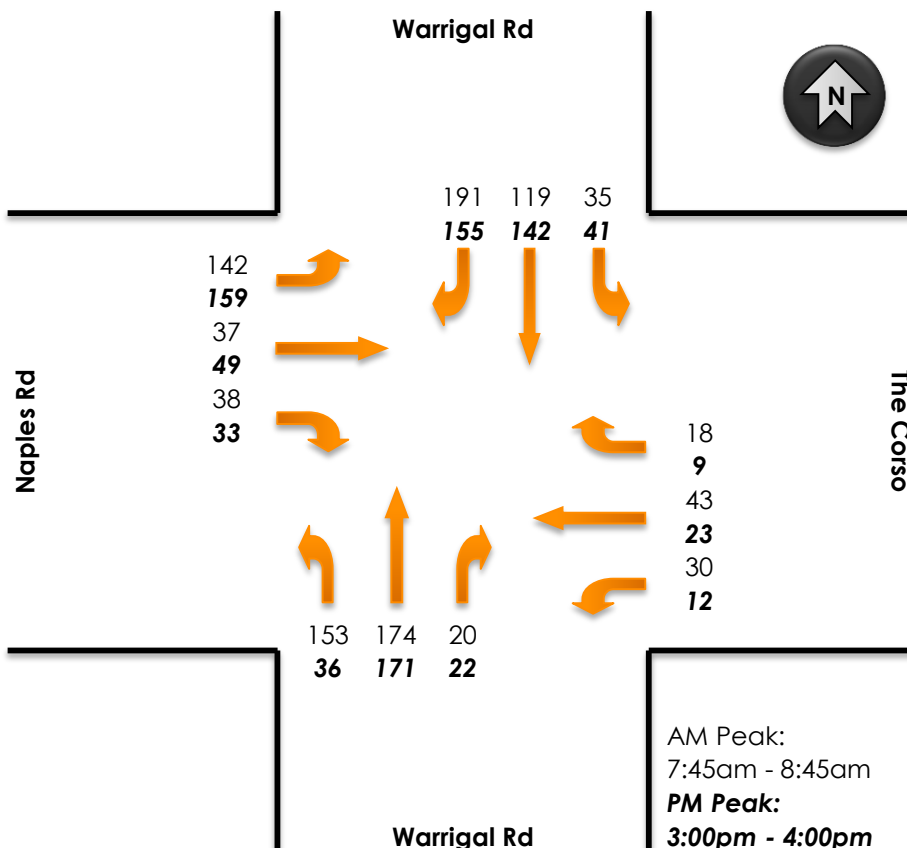 Warrigal Rd
N
191 119 35
155 142 41
142
159
37
49
38
33
Naples Rd
The Corso
18
9
43
23
30
12
153 174 20
36 171 22
AM Peak:
7:45am - 8:45am
PM Peak:
3:00pm - 4:00pm
Warrigal Rd